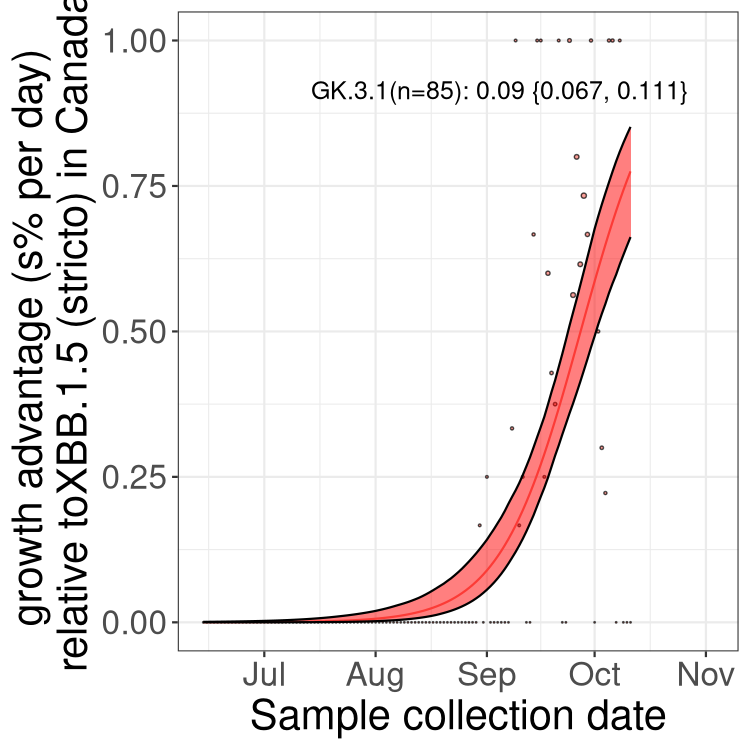 growth advantage (s% per day)
relative toXBB.1.5 (stricto) in Canada
1.00
0.75
0.50
0.25
0.00
GK.3.1(n=85): 0.09 {0.067, 0.111}
Jul Aug Sep Oct Nov
Sample collection date